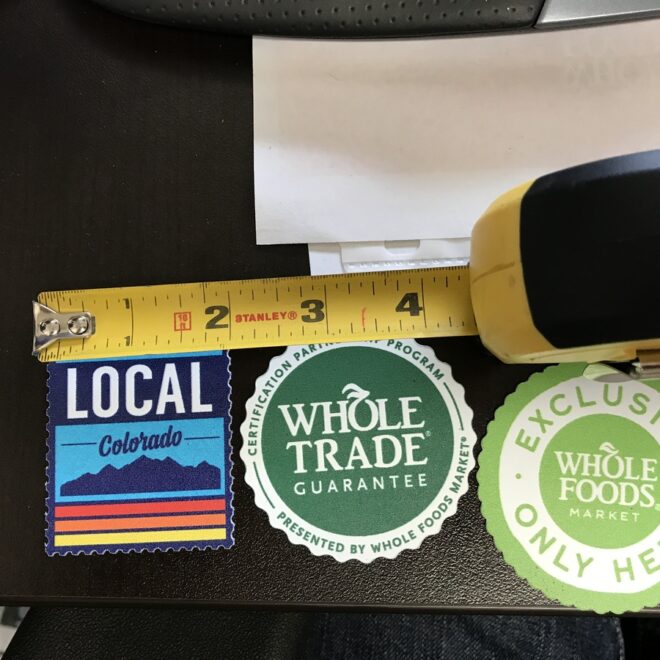 1 2 STANLEY® 3 4
LOCAL
Colorado
CERTIFICATION PARTNERSHIP PROGRAM
WHOLE
TRADE®
GUARANTEE
PRESENTED BY WHOLE FOODS MARKET®
EXCLUSI
WHOLE
FOODS
MARKET
ONLY HE